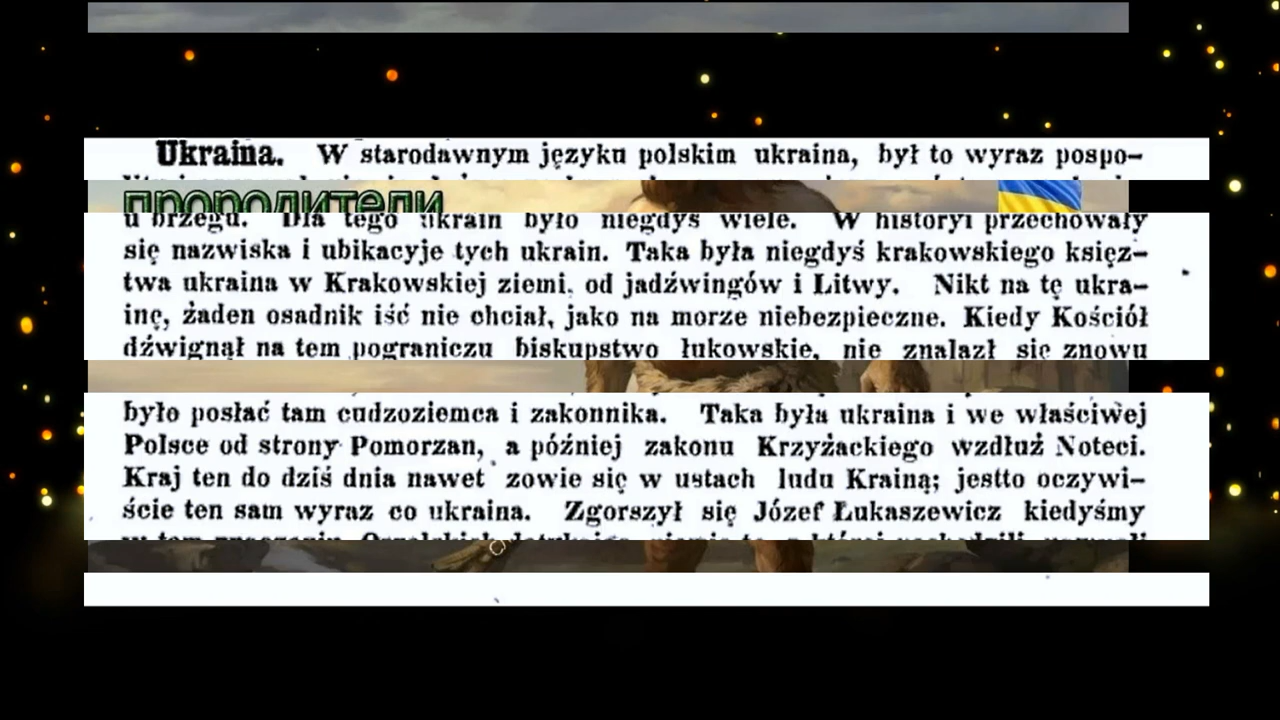 Ukraina. W starodawnym języku polskim ukraina, był to wyraz pospo-
прородители
u brzegu. Dla tego ukrain było niegdyś wiele. W historyi przechowały
się nazwiska i ubikacyje tych ukrain. Taka była niegdyś krakowskiego księz-
twa ukraina w Krakowskiej ziemi, od jadźwingów i Litwy. Nikt na tę ukra-
inę, żaden osadnik iść nie chciał, jako na morze niebezpieczne. Kiedy Kościół
dźwignął na tem pograniczu biskupstwo łukowskie, nie znalazł się znowu
było posłać tam cudzoziemca i zakonnika. Taka była ukraina i we właściwej
Polsce od strony Pomorzan, a później zakonu Krzyżackiego wzdłuż Noteci.
Kraj ten do dziś dnia nawet zowie się w ustach ludu Krainą; jestto oczywi-
ście ten sam wyraz co ukraina. Zgorszył się Józef Łukaszewicz kiedyśmy